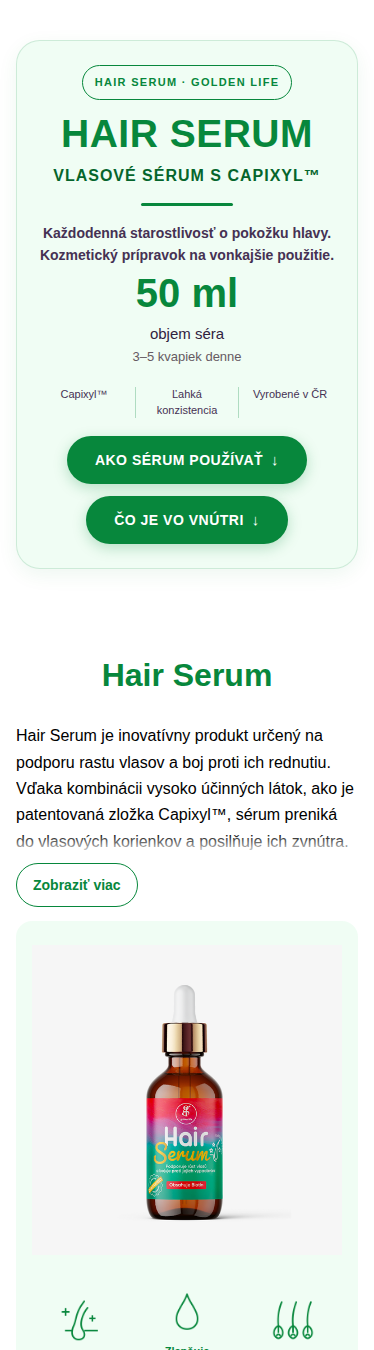 HAIR SERUM · GOLDEN LIFE
HAIR SERUM
VLASOVÉ SÉRUM S CAPIXYL™
Každodenná starostlivosť o pokožku hlavy.
Kozmetický prípravok na vonkajšie použitie.
50 ml
objem séra
3–5 kvapiek denne
Capixyl™
Ľahká
konzistencia
Vyrobené v ČR
AKO SÉRUM POUŽÍVAŤ ↓
ČO JE VO VNÚTRI ↓
Hair Serum
Hair Serum je inovatívny produkt určený na
podporu rastu vlasov a boj proti ich rednutiu.
Vďaka kombinácii vysoko účinných látok, ako je
patentovaná zložka Capixyl™, sérum preniká
do vlasových korienkov a posilňuje ich zvnútra.
Zobraziť viac
Hair
Serum
Podporuje růst vlasů